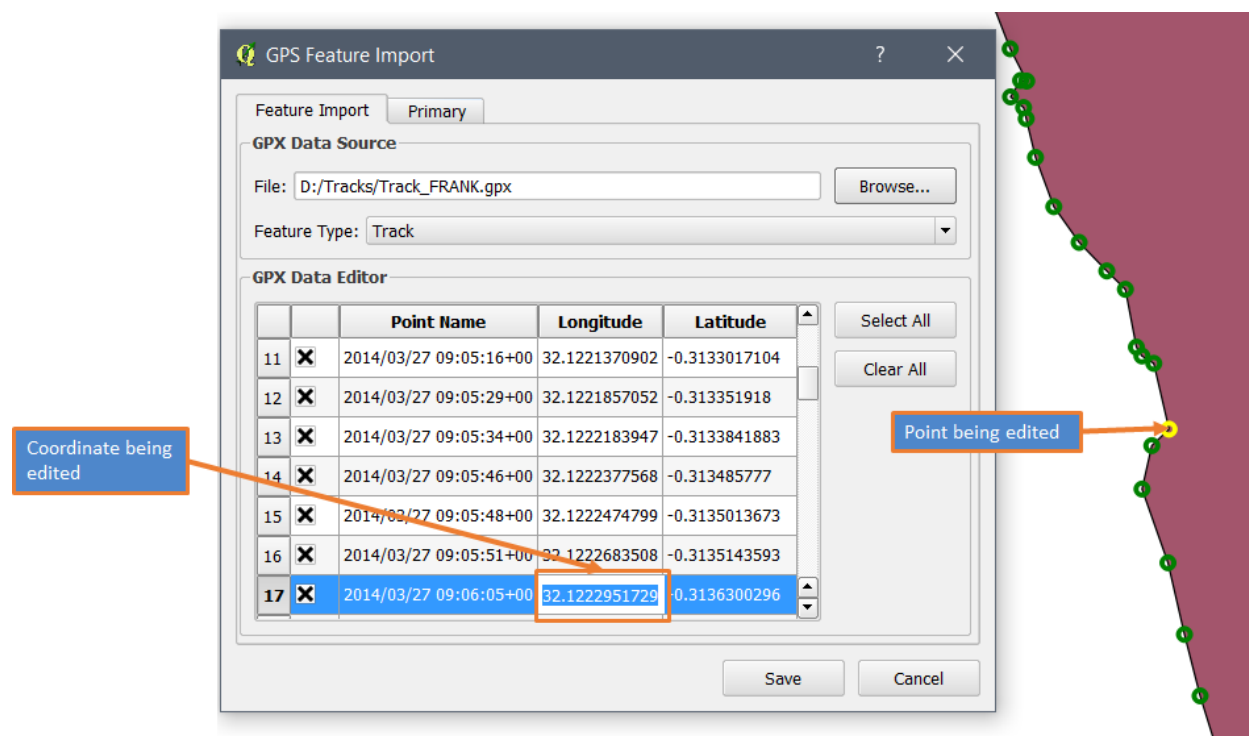 GPS Feature Import
Feature Import Primary
GPX Data Source
File: D:/Tracks/Track_FRANK.gpx Browse...
Feature Type: Track
GPX Data Editor
Point Name Longitude Latitude Select All
11 2014/03/27 09:05:16+00 32.1221370902 -0.3133017104
Clear All
12 2014/03/27 09:05:29+00 32.1221857052 -0.313351918
13 2014/03/27 09:05:34+00 32.1222183947 -0.3133841883
Point being edited
Coordinate being
edited
14 2014/03/27 09:05:46+00 32.1222377568 -0.313485777
15 2014/03/27 09:05:48+00 32.1222474799 -0.3135013673
16 2014/03/27 09:05:51+00 32.1222683508 -0.3135143593
17 2014/03/27 09:06:05+00 32.1222951729 -0.3136300296
Save Cancel